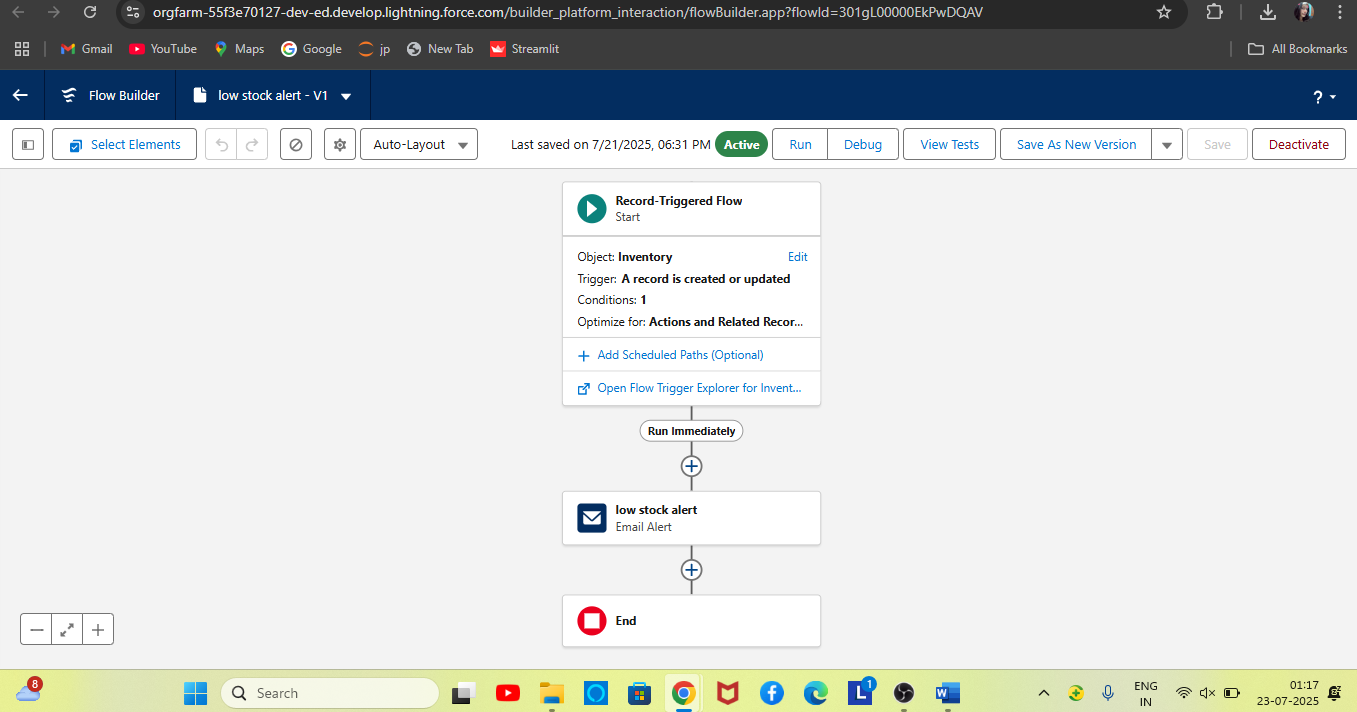 orgfarm-55f3e70127-dev-ed.develop.lightning.force.com/builder_platform_interaction/flowBuilder.app?flowId=301gL00000EkPwDQAV
Gmail YouTube Maps Google jp New Tab Streamlit All Bookmarks
Flow Builder low stock alert - V1 ?
Select Elements Auto-Layout Last saved on 7/21/2025, 06:31 PM Active Run Debug View Tests Save As New Version Save Deactivate
Record-Triggered Flow
Start
Object: Inventory Edit
Trigger: A record is created or updated
Conditions: 1
Optimize for: Actions and Related Recor...
Add Scheduled Paths (Optional)
Open Flow Trigger Explorer for Invent...
Run Immediately
low stock alert
Email Alert
End
8 Search L 1 W ENG 01:17
IN 23-07-2025